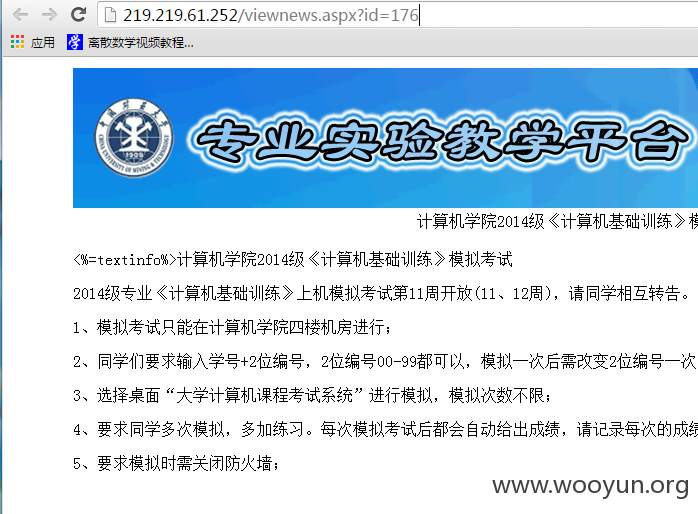 219.219.61.252/viewnews.aspx?id=176
应用 学 离散数学视频教程...
CHINA UNIVERSITY OF MINING & TECHNOLOGY
1909
专业实验教学平台
计算机学院2014级《计算机基础训练》模
<%=textinfo%>计算机学院2014级《计算机基础训练》模拟考试
2014级专业《计算机基础训练》上机模拟考试第11周开放(11、12周)，请同学相互转告。
1、模拟考试只能在计算机学院四楼机房进行；
2、同学们要求输入学号+2位编号，2位编号00-99都可以，模拟一次后需改变2位编号一次
3、选择桌面“大学计算机课程考试系统”进行模拟，模拟次数不限；
4、要求同学多次模拟，多加练习。每次模拟考试后都会自动给出成绩，请记录每次的成绩
5、要求模拟时需关闭防火墙；
www.wooyun.org